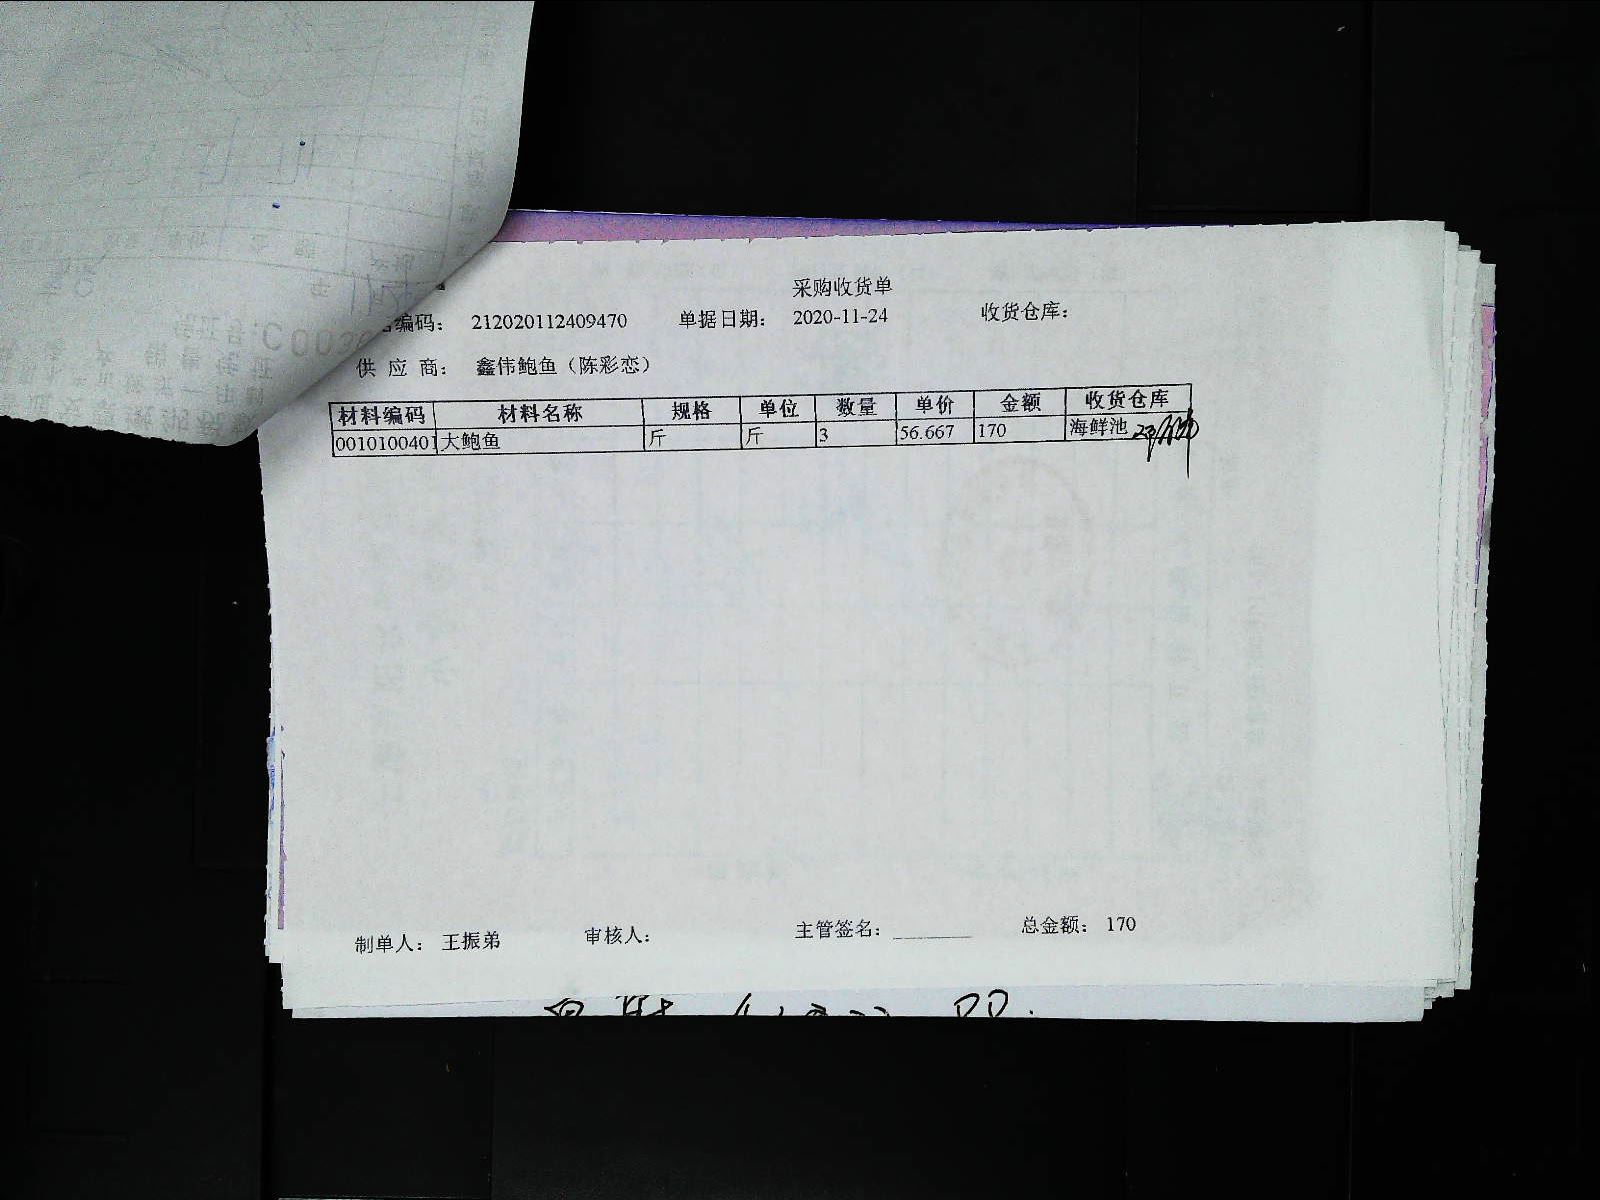 采购收货单
编码： 212020112409470 单据日期： 2020-11-24 收货仓库：
供 应 商： 鑫伟鲍鱼（陈彩恋）
材料编码 材料名称 规格 单位 数量 单价 金额 收货仓库
0010100401 大鲍鱼 斤 斤 3 56.667 170 海鲜池
制单人： 王振弟 审核人： 主管签名： ________ 总金额： 170